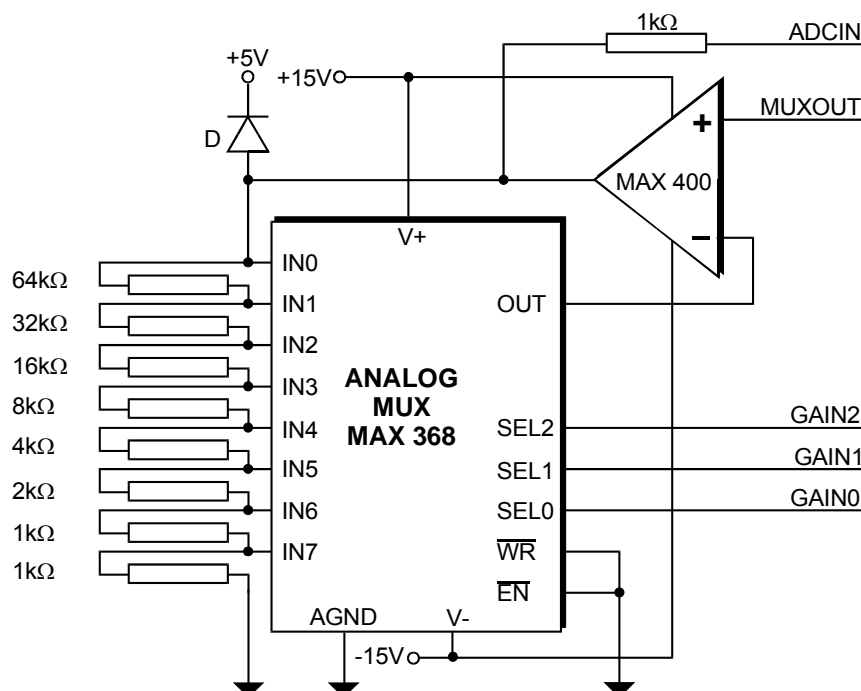 1kΩ
ADCIN
+5V
+15V
MUXOUT
D
+
MAX 400
−
V+
IN0
64kΩ
IN1
OUT
32kΩ
IN2
16kΩ
IN3
ANALOG
MUX
MAX 368
8kΩ
IN4
SEL2
GAIN2
4kΩ
IN5
SEL1
GAIN1
2kΩ
IN6
SEL0
GAIN0
1kΩ
IN7
WR
1kΩ
EN
AGND
V-
-15V